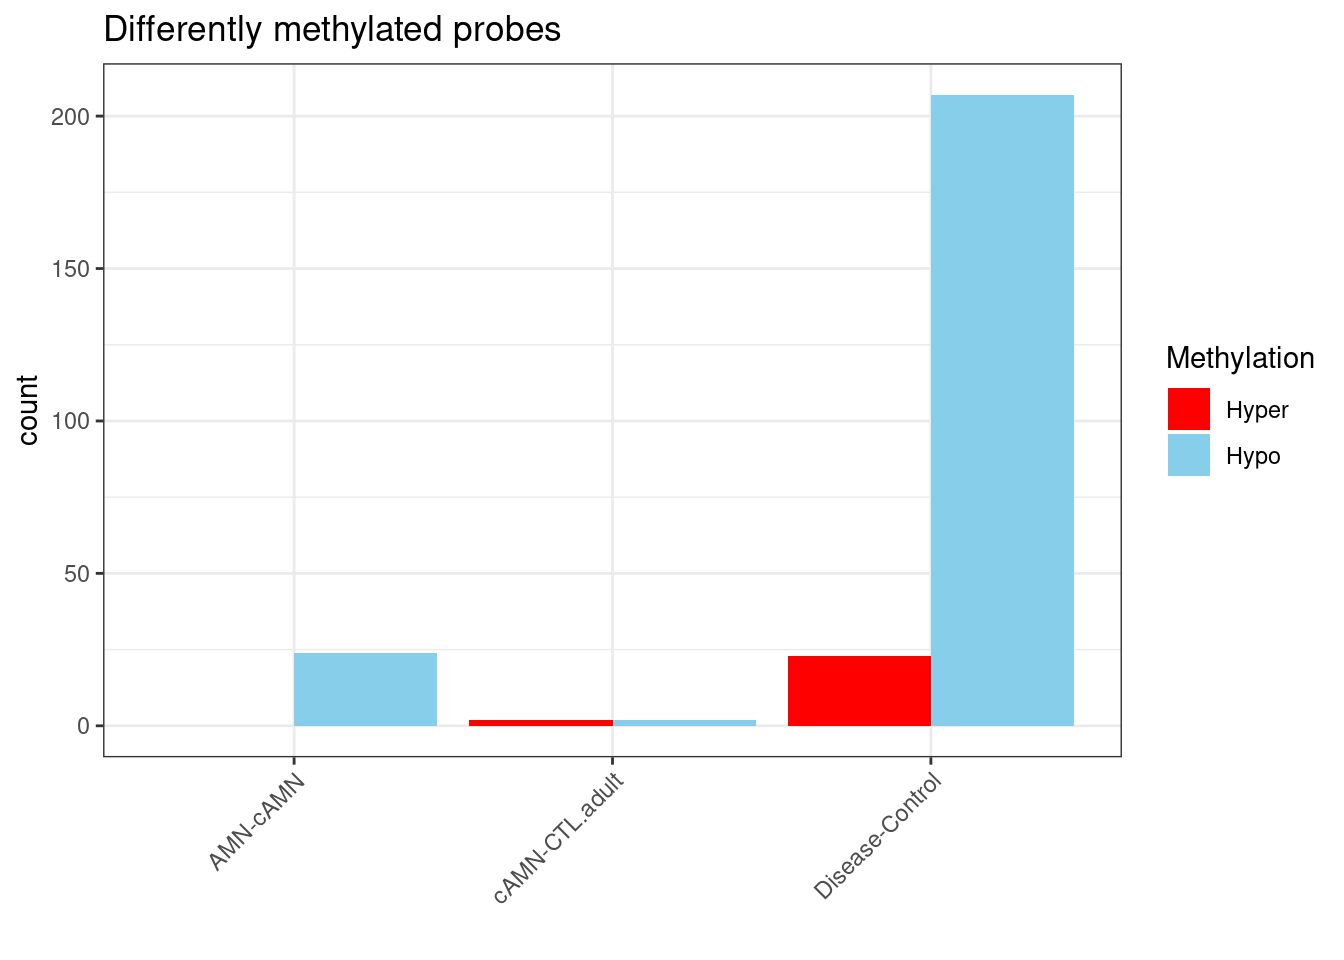 Differently methylated probes
200
150
100
50
0
count
AMN-cAMN
cAMN-CTL.adult
Disease-Control
Methylation
Hyper
Hypo